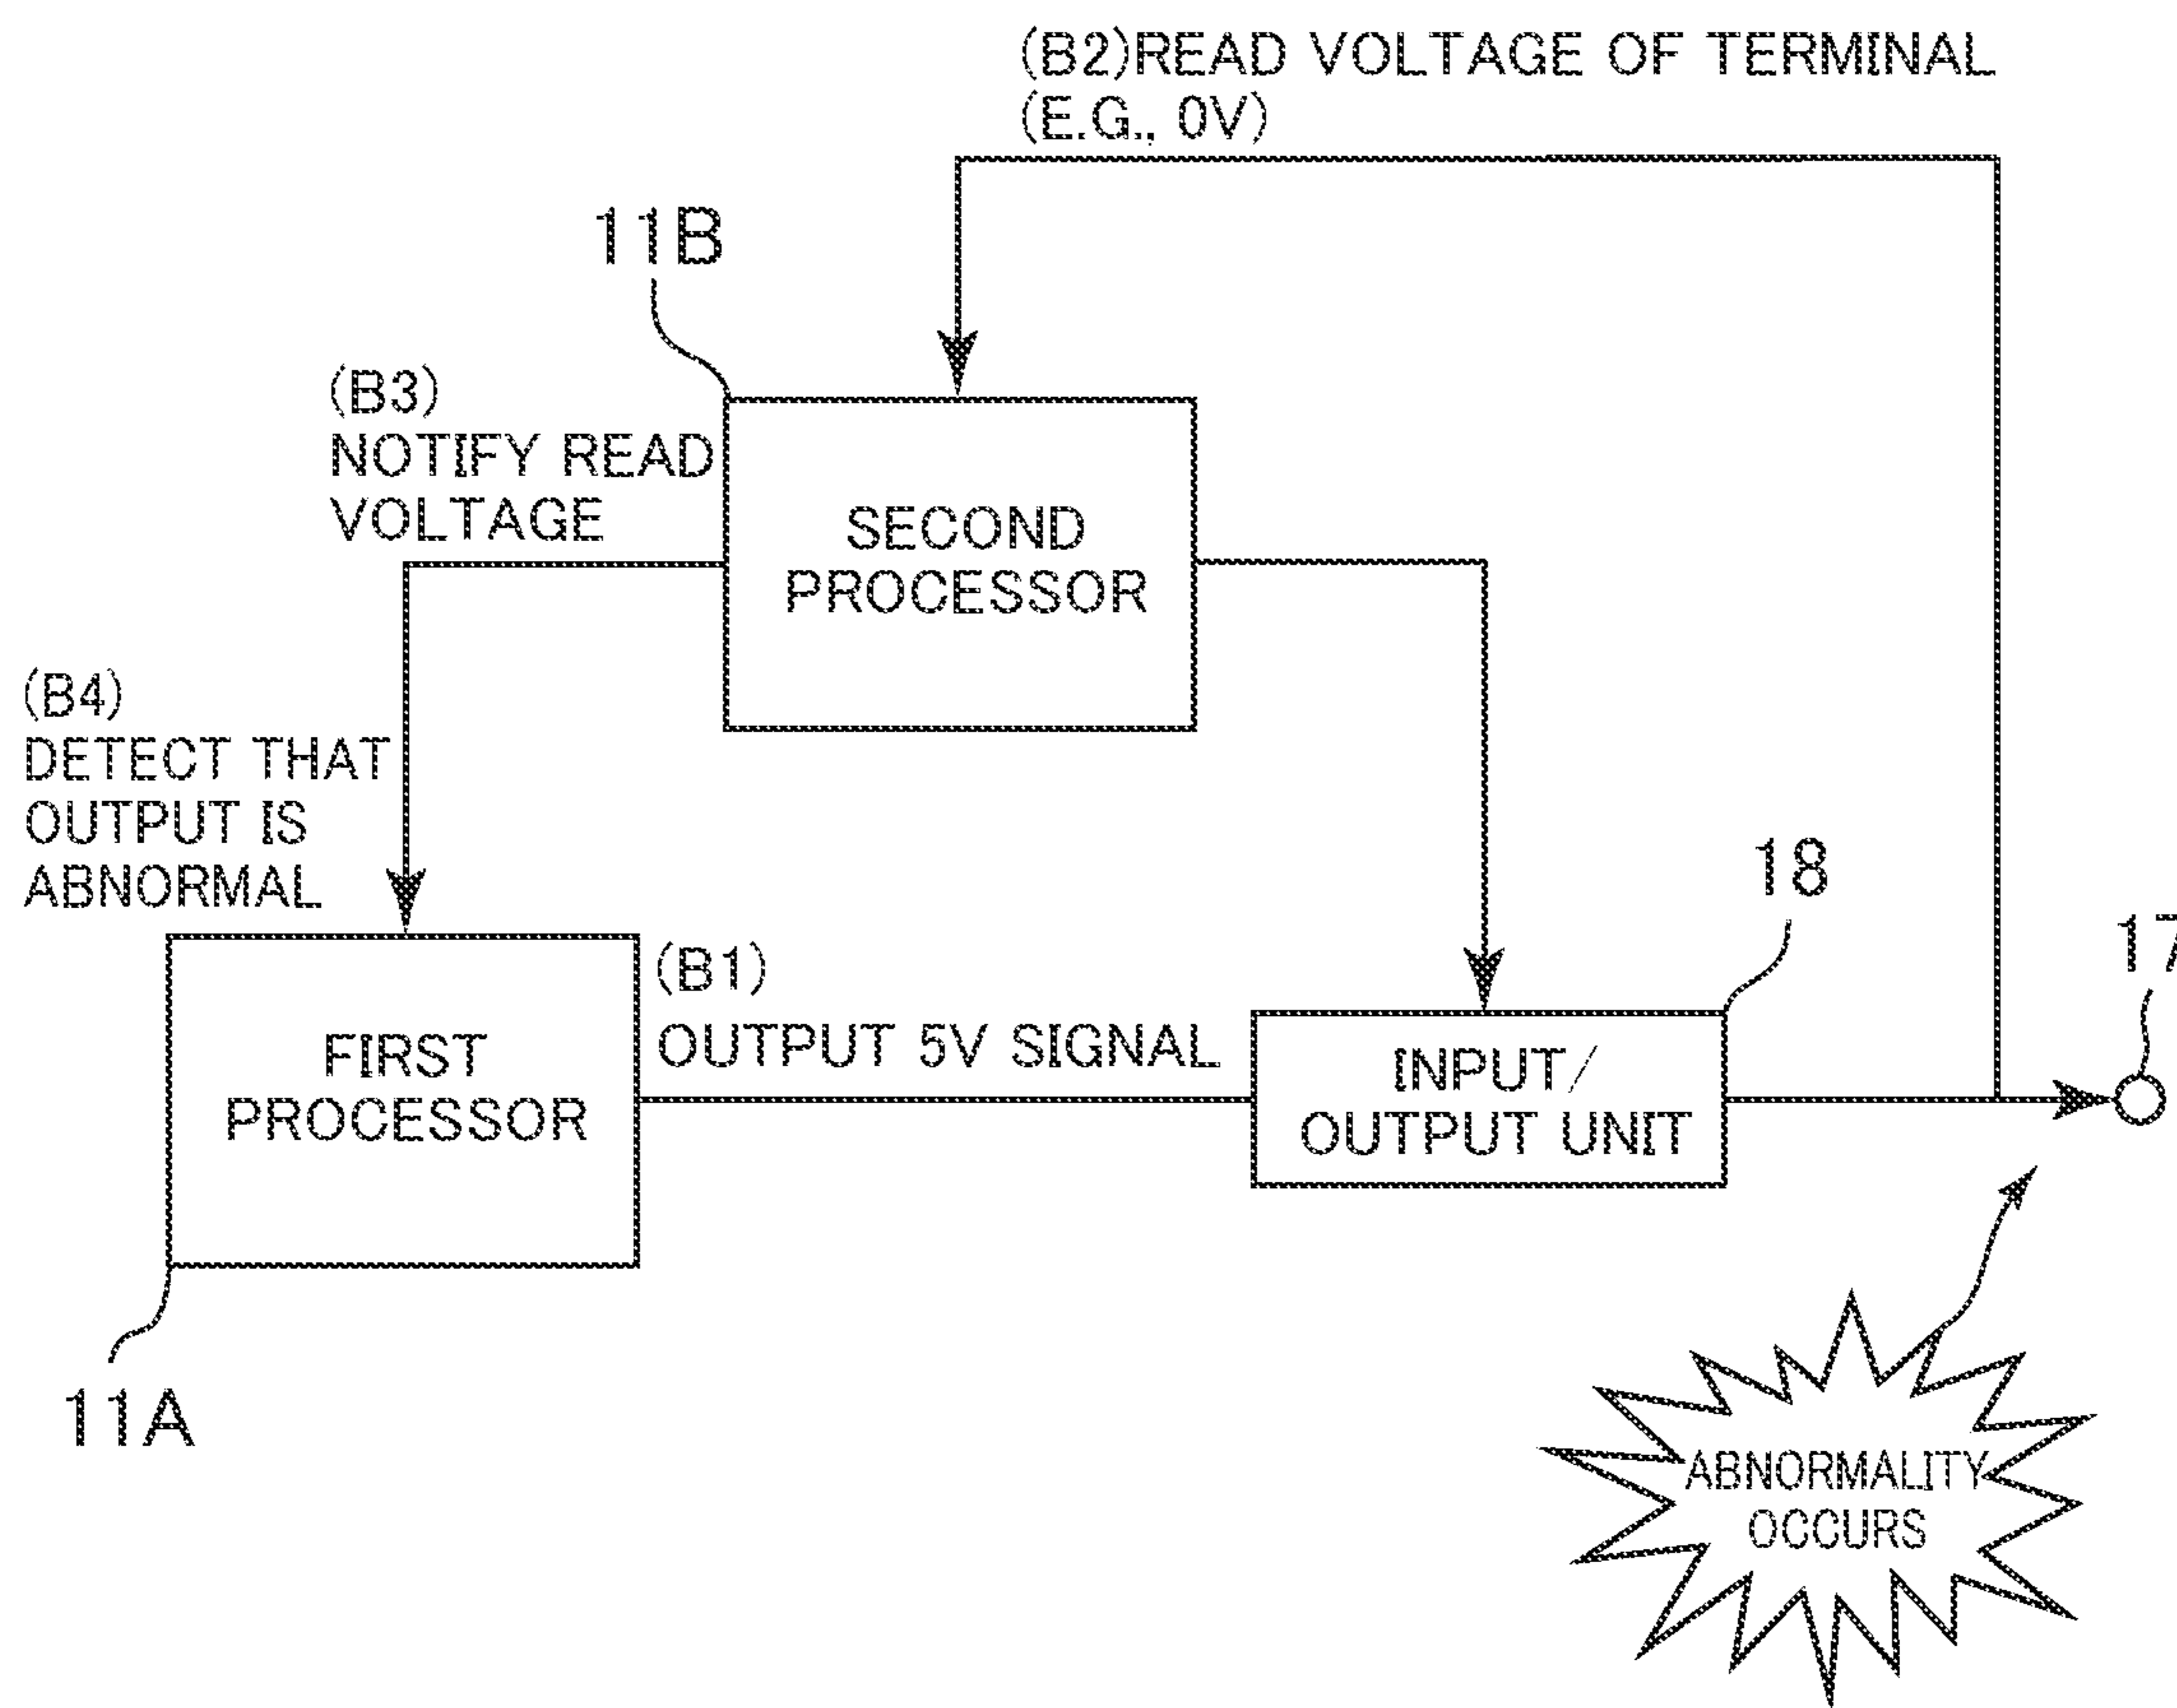 (B2)READ VOLTAGE OF TERMINAL
(E.G., 0V)
11B
(B3)
NOTIFY READ
VOLTAGE
SECOND
PROCESSOR
(B4)
DETECT THAT
OUTPUT IS
ABNORMAL
18
17
(B1)
OUTPUT 5V SIGNAL
FIRST
PROCESSOR
INPUT/
OUTPUT UNIT
11A
ABNORMALITY
OCCURS